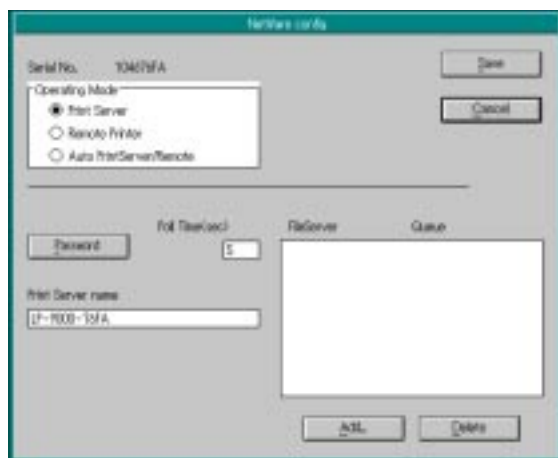 NetWare config
Serial No. 104676FA
Save
Operating Mode
Print Server
Cancel
Remote Printer
Auto PrintServer/Remote
Poll Time(sec)
FileServer Queue
Password
5
Print Server name
Add...
Delete